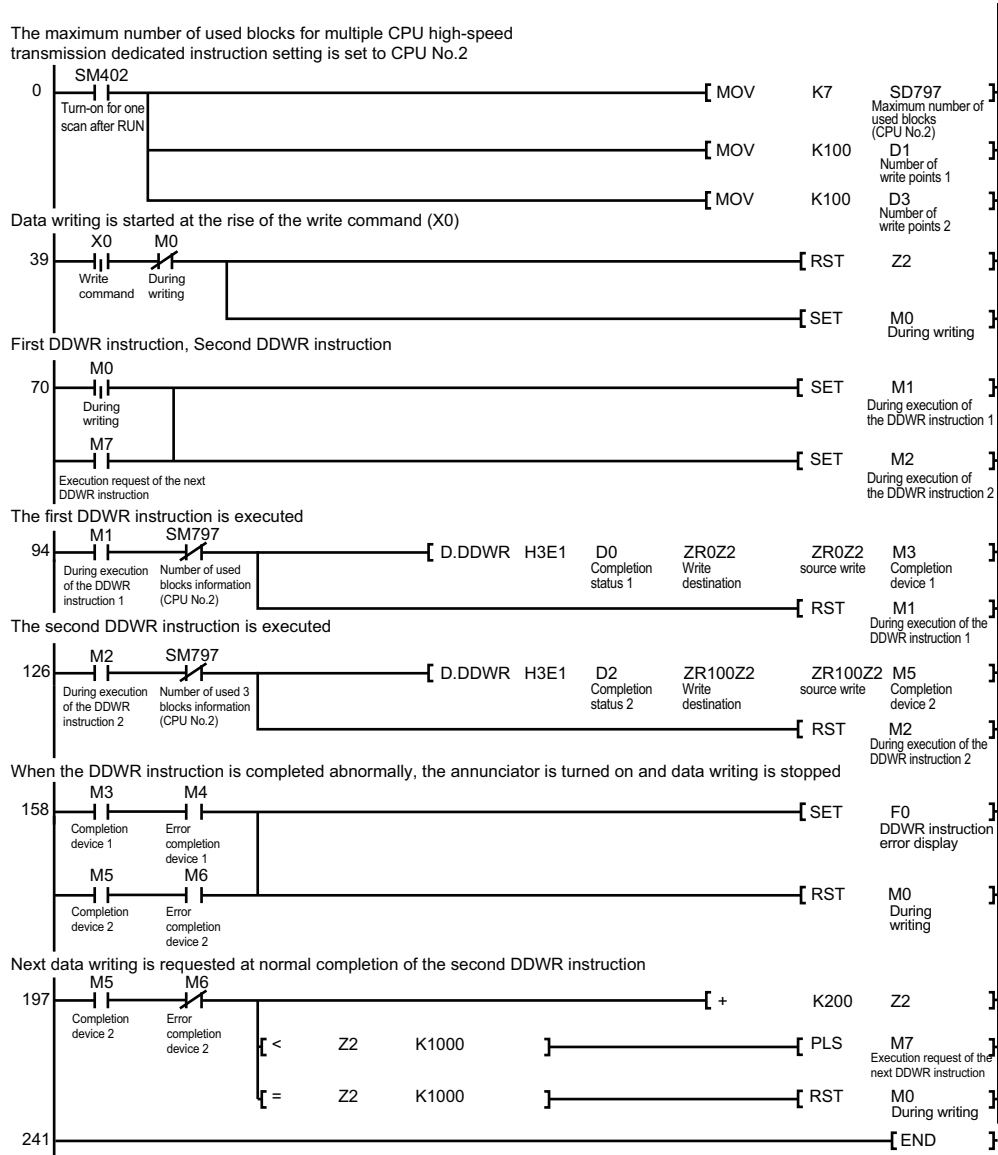 The maximum number of used blocks for multiple CPU high-speed
transmission dedicated instruction setting is set to CPU No.2
SM402
0 MOV K7 SD797
Turn-on for one
scan after RUN
Maximum number of
used blocks
(CPU No.2)
MOV K100 D1
Number of
write points 1
MOV K100 D3
Number of
write points 2
Data writing is started at the rise of the write command (X0)
X0 M0
39 RST Z2
Write
command
During
writing
SET M0
During writing
First DDWR instruction, Second DDWR instruction
M0
70 SET M1
During
writing
During execution of
the DDWR instruction 1
M7
SET M2
Execution request of the next
DDWR instruction
During execution of
the DDWR instruction 2
The first DDWR instruction is executed
M1 SM797
94 D.DDWR H3E1 D0 ZR0Z2 ZR0Z2 M3
During execution
of the DDWR
instruction 1
Number of used
blocks information
(CPU No.2)
Completion
status 1
Write
destination
source write
Completion
device 1
RST M1
During execution of the
DDWR instruction 1
The second DDWR instruction is executed
M2 SM797
126 D.DDWR H3E1 D2 ZR100Z2 ZR100Z2 M5
During execution
of the DDWR
instruction 2
Number of used 3
blocks information
(CPU No.2)
Completion
status 2
Write
destination
source write
Completion
device 2
RST M2
During execution of the
DDWR instruction 2
When the DDWR instruction is completed abnormally, the annunciator is turned on and data writing is stopped
M3 M4
158 SET F0
Completion
device 1
Error
completion
device 1
DDWR instruction
error display
M5 M6
RST M0
Completion
device 2
Error
completion
device 2
During
writing
Next data writing is requested at normal completion of the second DDWR instruction
M5 M6
197 + K200 Z2
Completion
device 2
Error
completion
device 2
< Z2 K1000 PLS M7
Execution request of the
next DDWR instruction
= Z2 K1000 RST M0
During writing
241 END